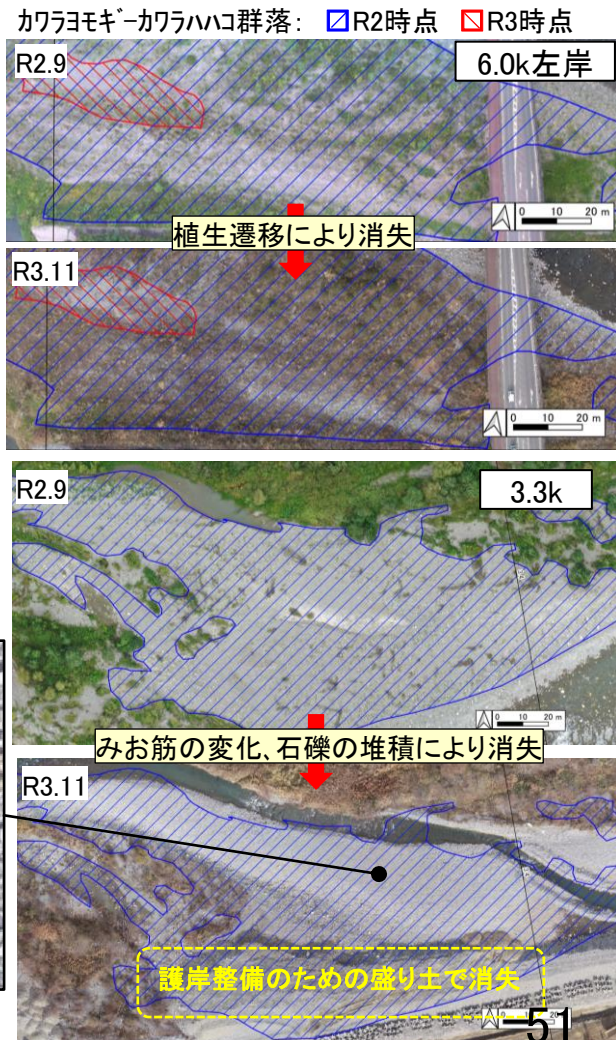 カワラヨモギ-カワラハハコ群落: R2時点 R3時点
R2.9
6.0k左岸
0 10 20 m
植生遷移により消失
R3.11
0 10 20 m
R2.9
3.3k
0 10 20 m
みお筋の変化、石礫の堆積により消失
R3.11
護岸整備のための盛り土で消失
51